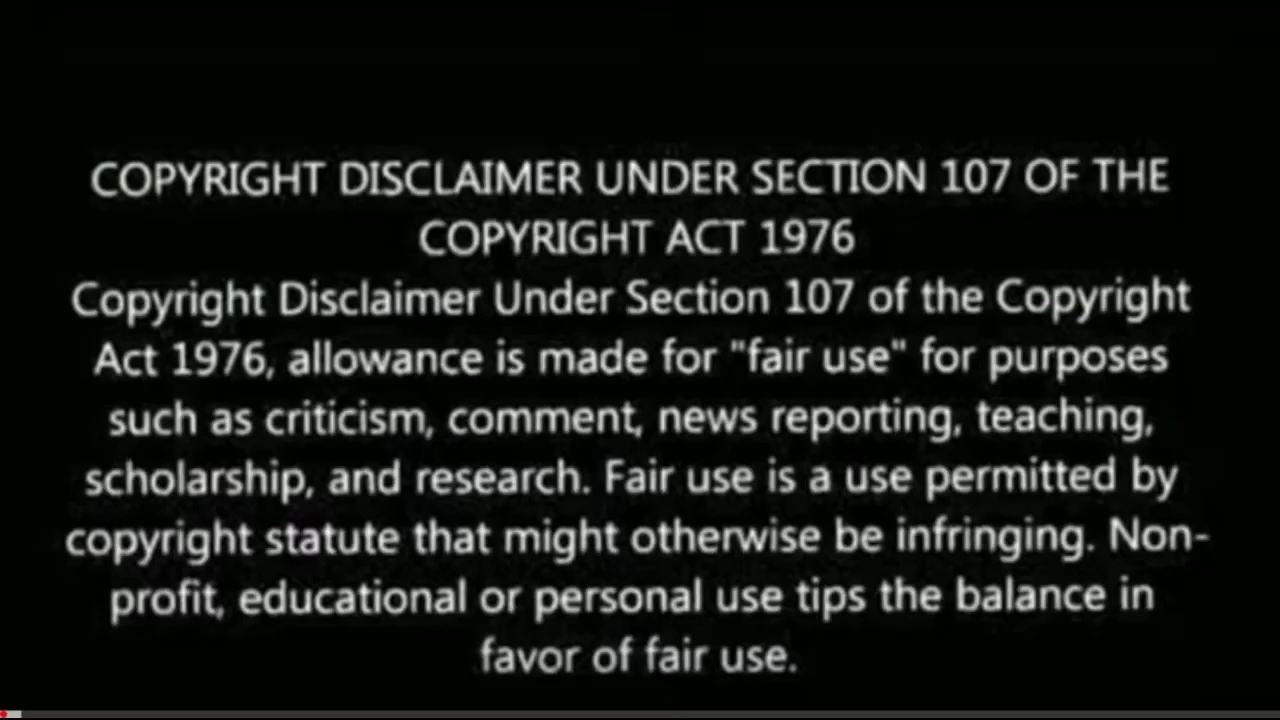 COPYRIGHT DISCLAIMER UNDER SECTION 107 OF THE
COPYRIGHT ACT 1976
Copyright Disclaimer Under Section 107 of the Copyright
Act 1976, allowance is made for "fair use" for purposes
such as criticism, comment, news reporting, teaching,
scholarship, and research. Fair use is a use permitted by
copyright statute that might otherwise be infringing. Non-
profit, educational or personal use tips the balance in
favor of fair use.